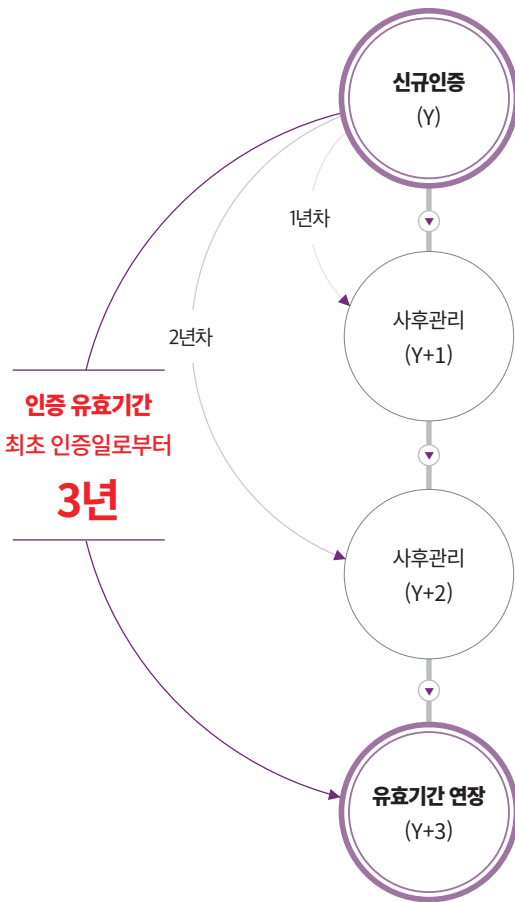 신규인증
(Y)
1년차
사후관리
(Y+1)
2년차
인증 유효기간
최초 인증일로부터
3년
사후관리
(Y+2)
유효기간 연장
(Y+3)